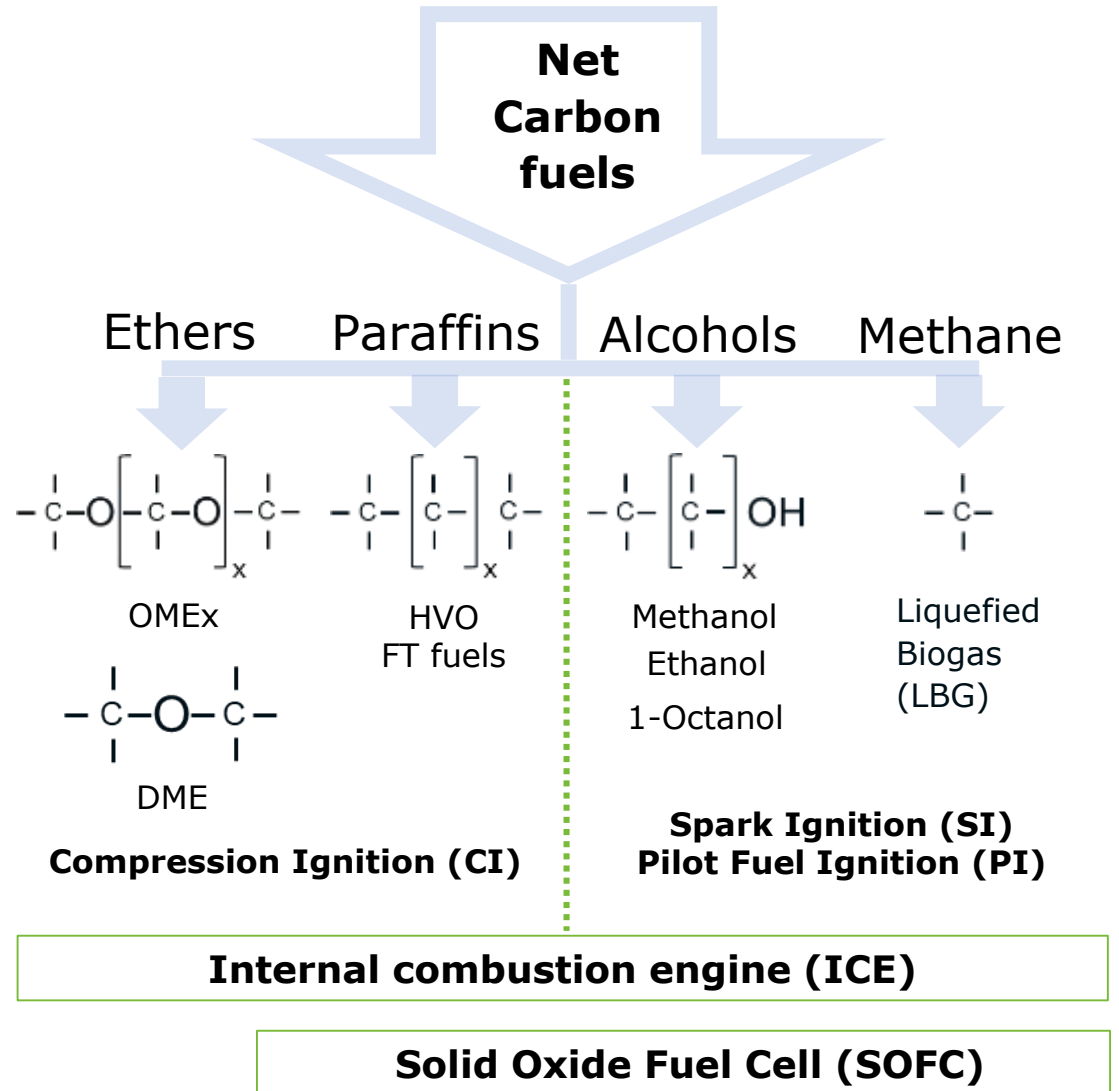 Net
Carbon
fuels
Ethers
Paraffins
Alcohols
Methane
C O C O C x
OMEx
C O C
DME
C C C x
HVO
FT fuels
C C OH x
Methanol
Ethanol
1-Octanol
C
Liquefied
Biogas
(LBG)
Compression Ignition (CI)
Spark Ignition (SI)
Pilot Fuel Ignition (PI)
Internal combustion engine (ICE)
Solid Oxide Fuel Cell (SOFC)